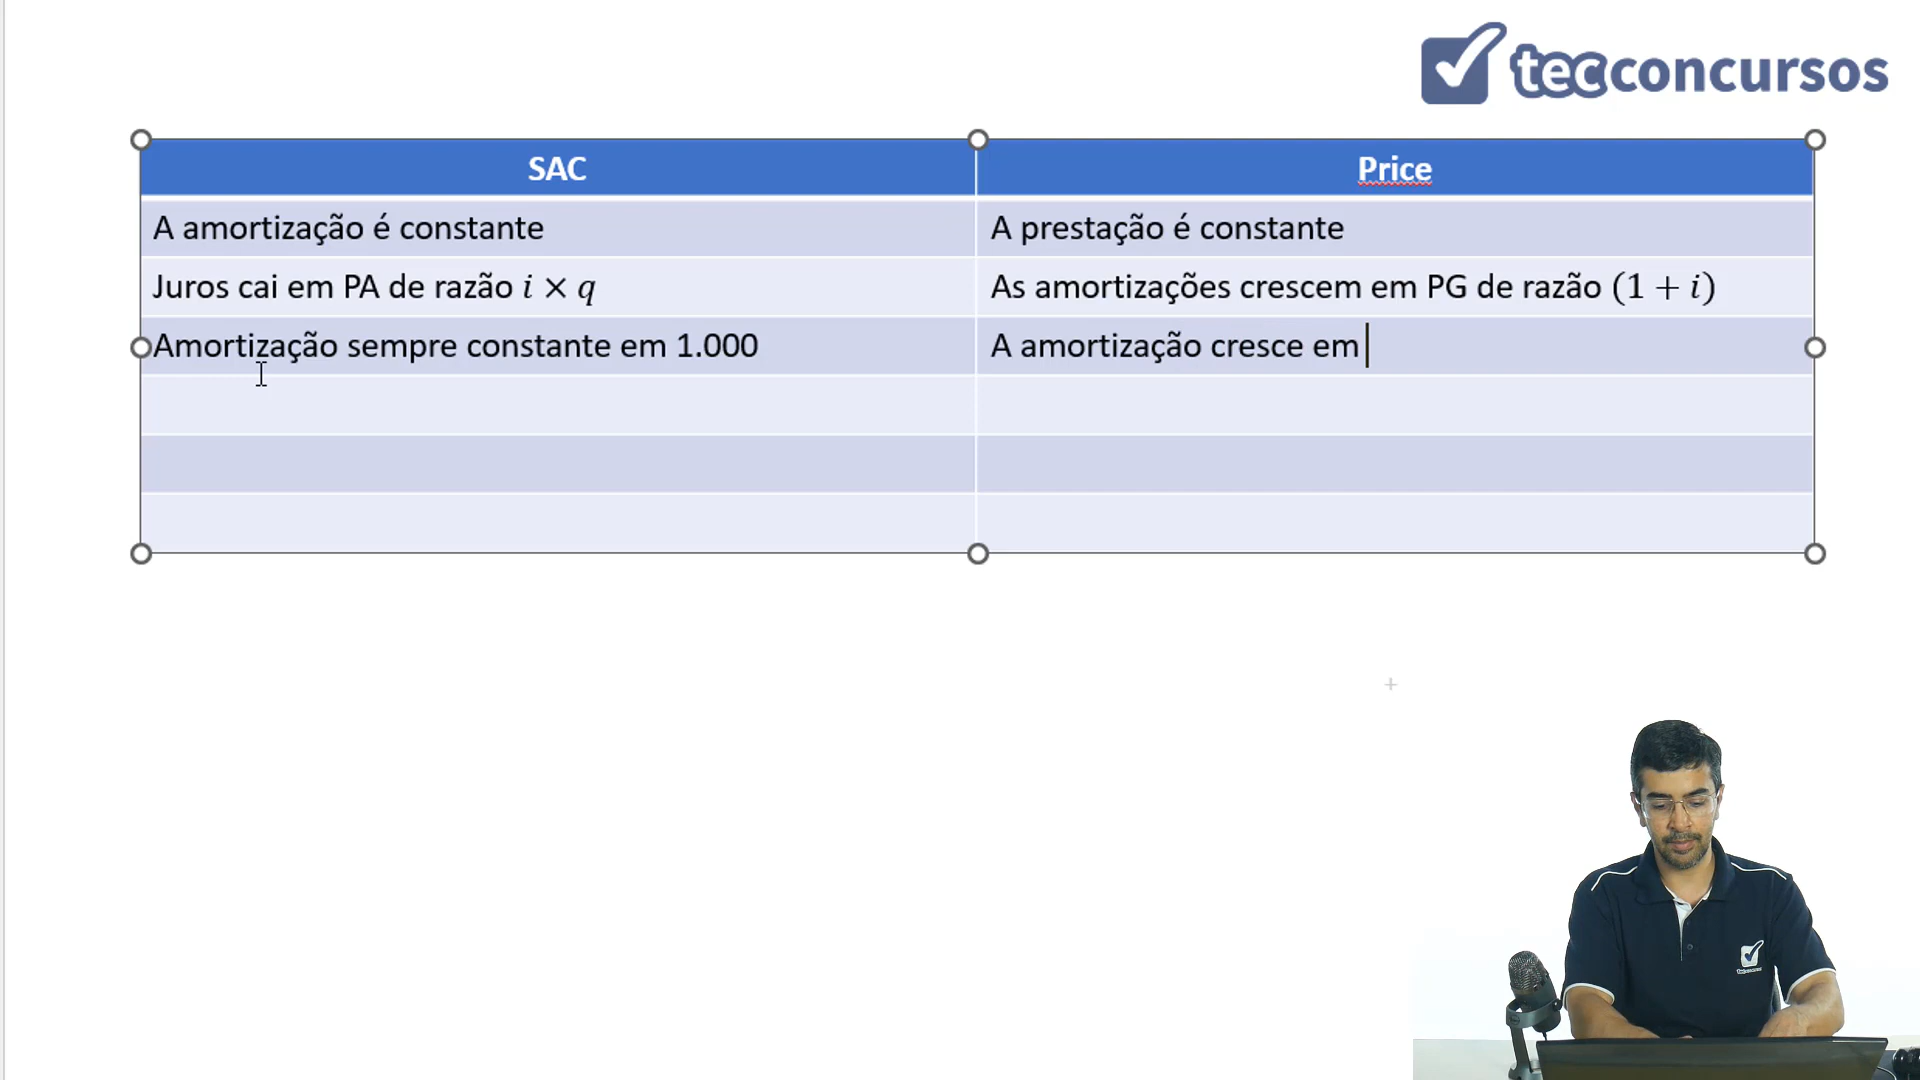 tecconcursos
SAC
Price
A amortização é constante
A prestação é constante
Juros cai em PA de razão i × q
As amortizações crescem em PG de razão (1 + i)
Amortização sempre constante em 1.000
A amortização cresce em